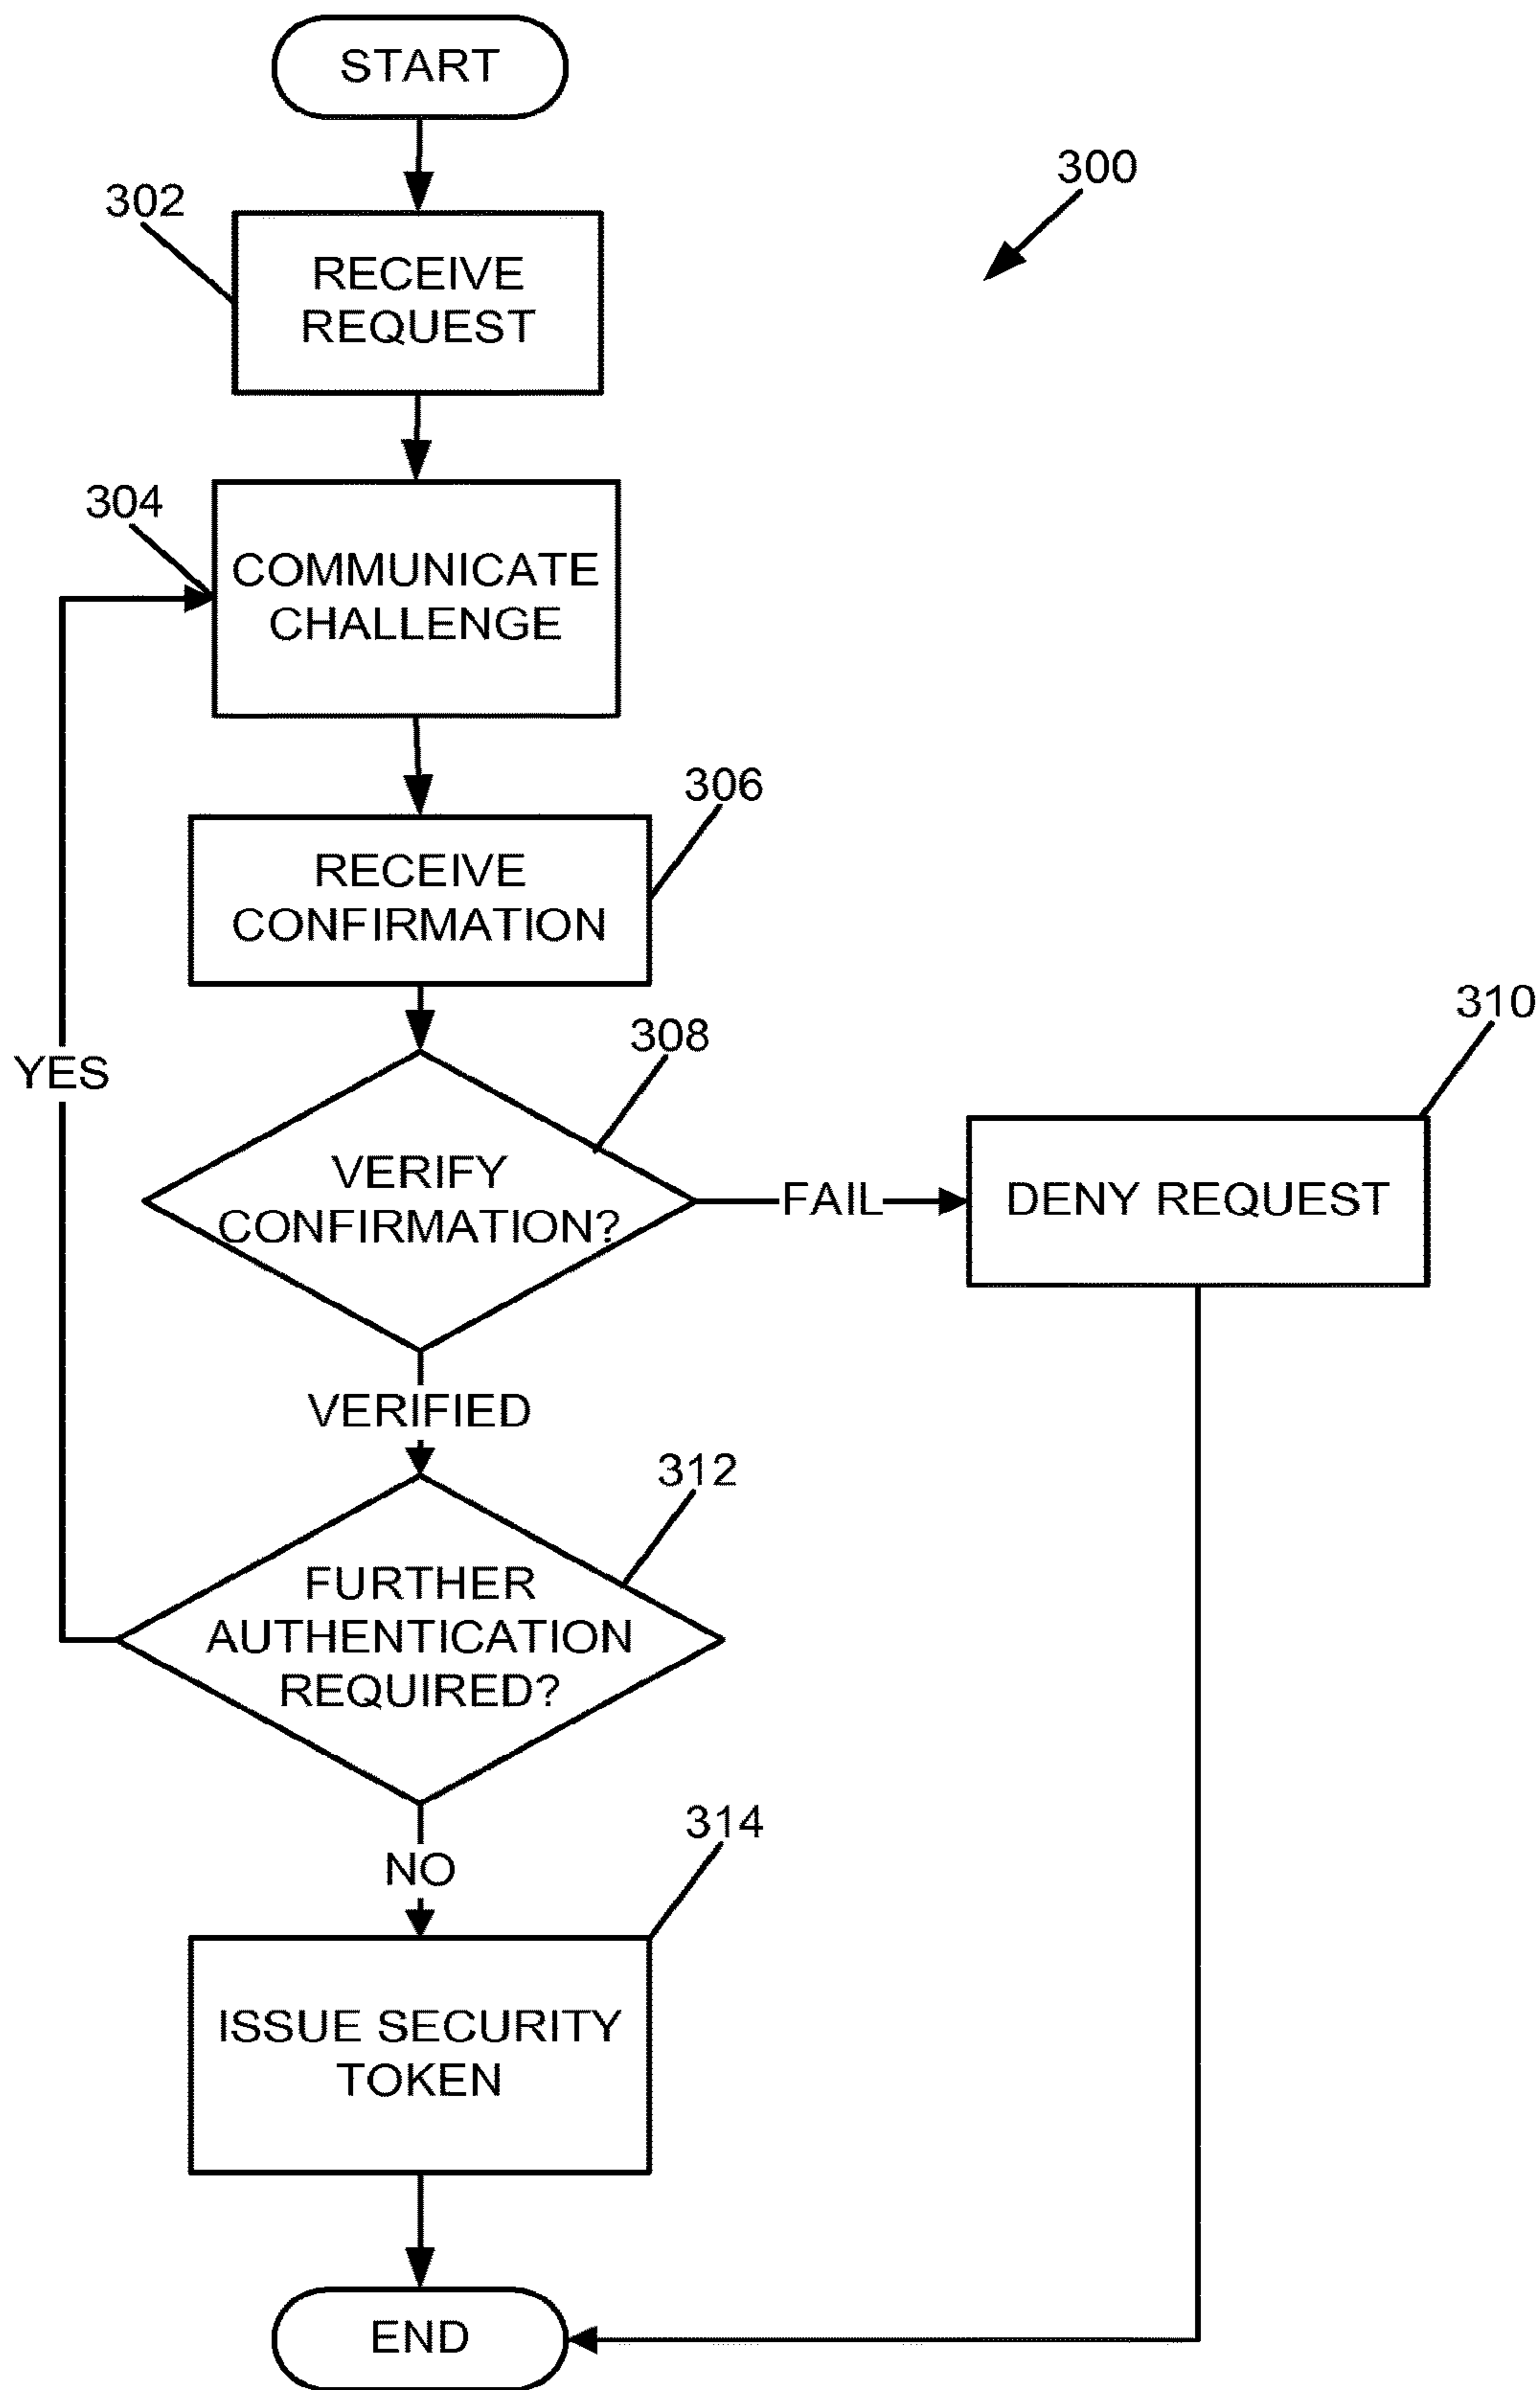 START
300
302
RECEIVE
REQUEST
304
COMMUNICATE
CHALLENGE
306
RECEIVE
CONFIRMATION
308
310
YES
VERIFY
CONFIRMATION?
FAIL
DENY REQUEST
VERIFIED
312
FURTHER
AUTHENTICATION
REQUIRED?
314
NO
ISSUE SECURITY
TOKEN
END